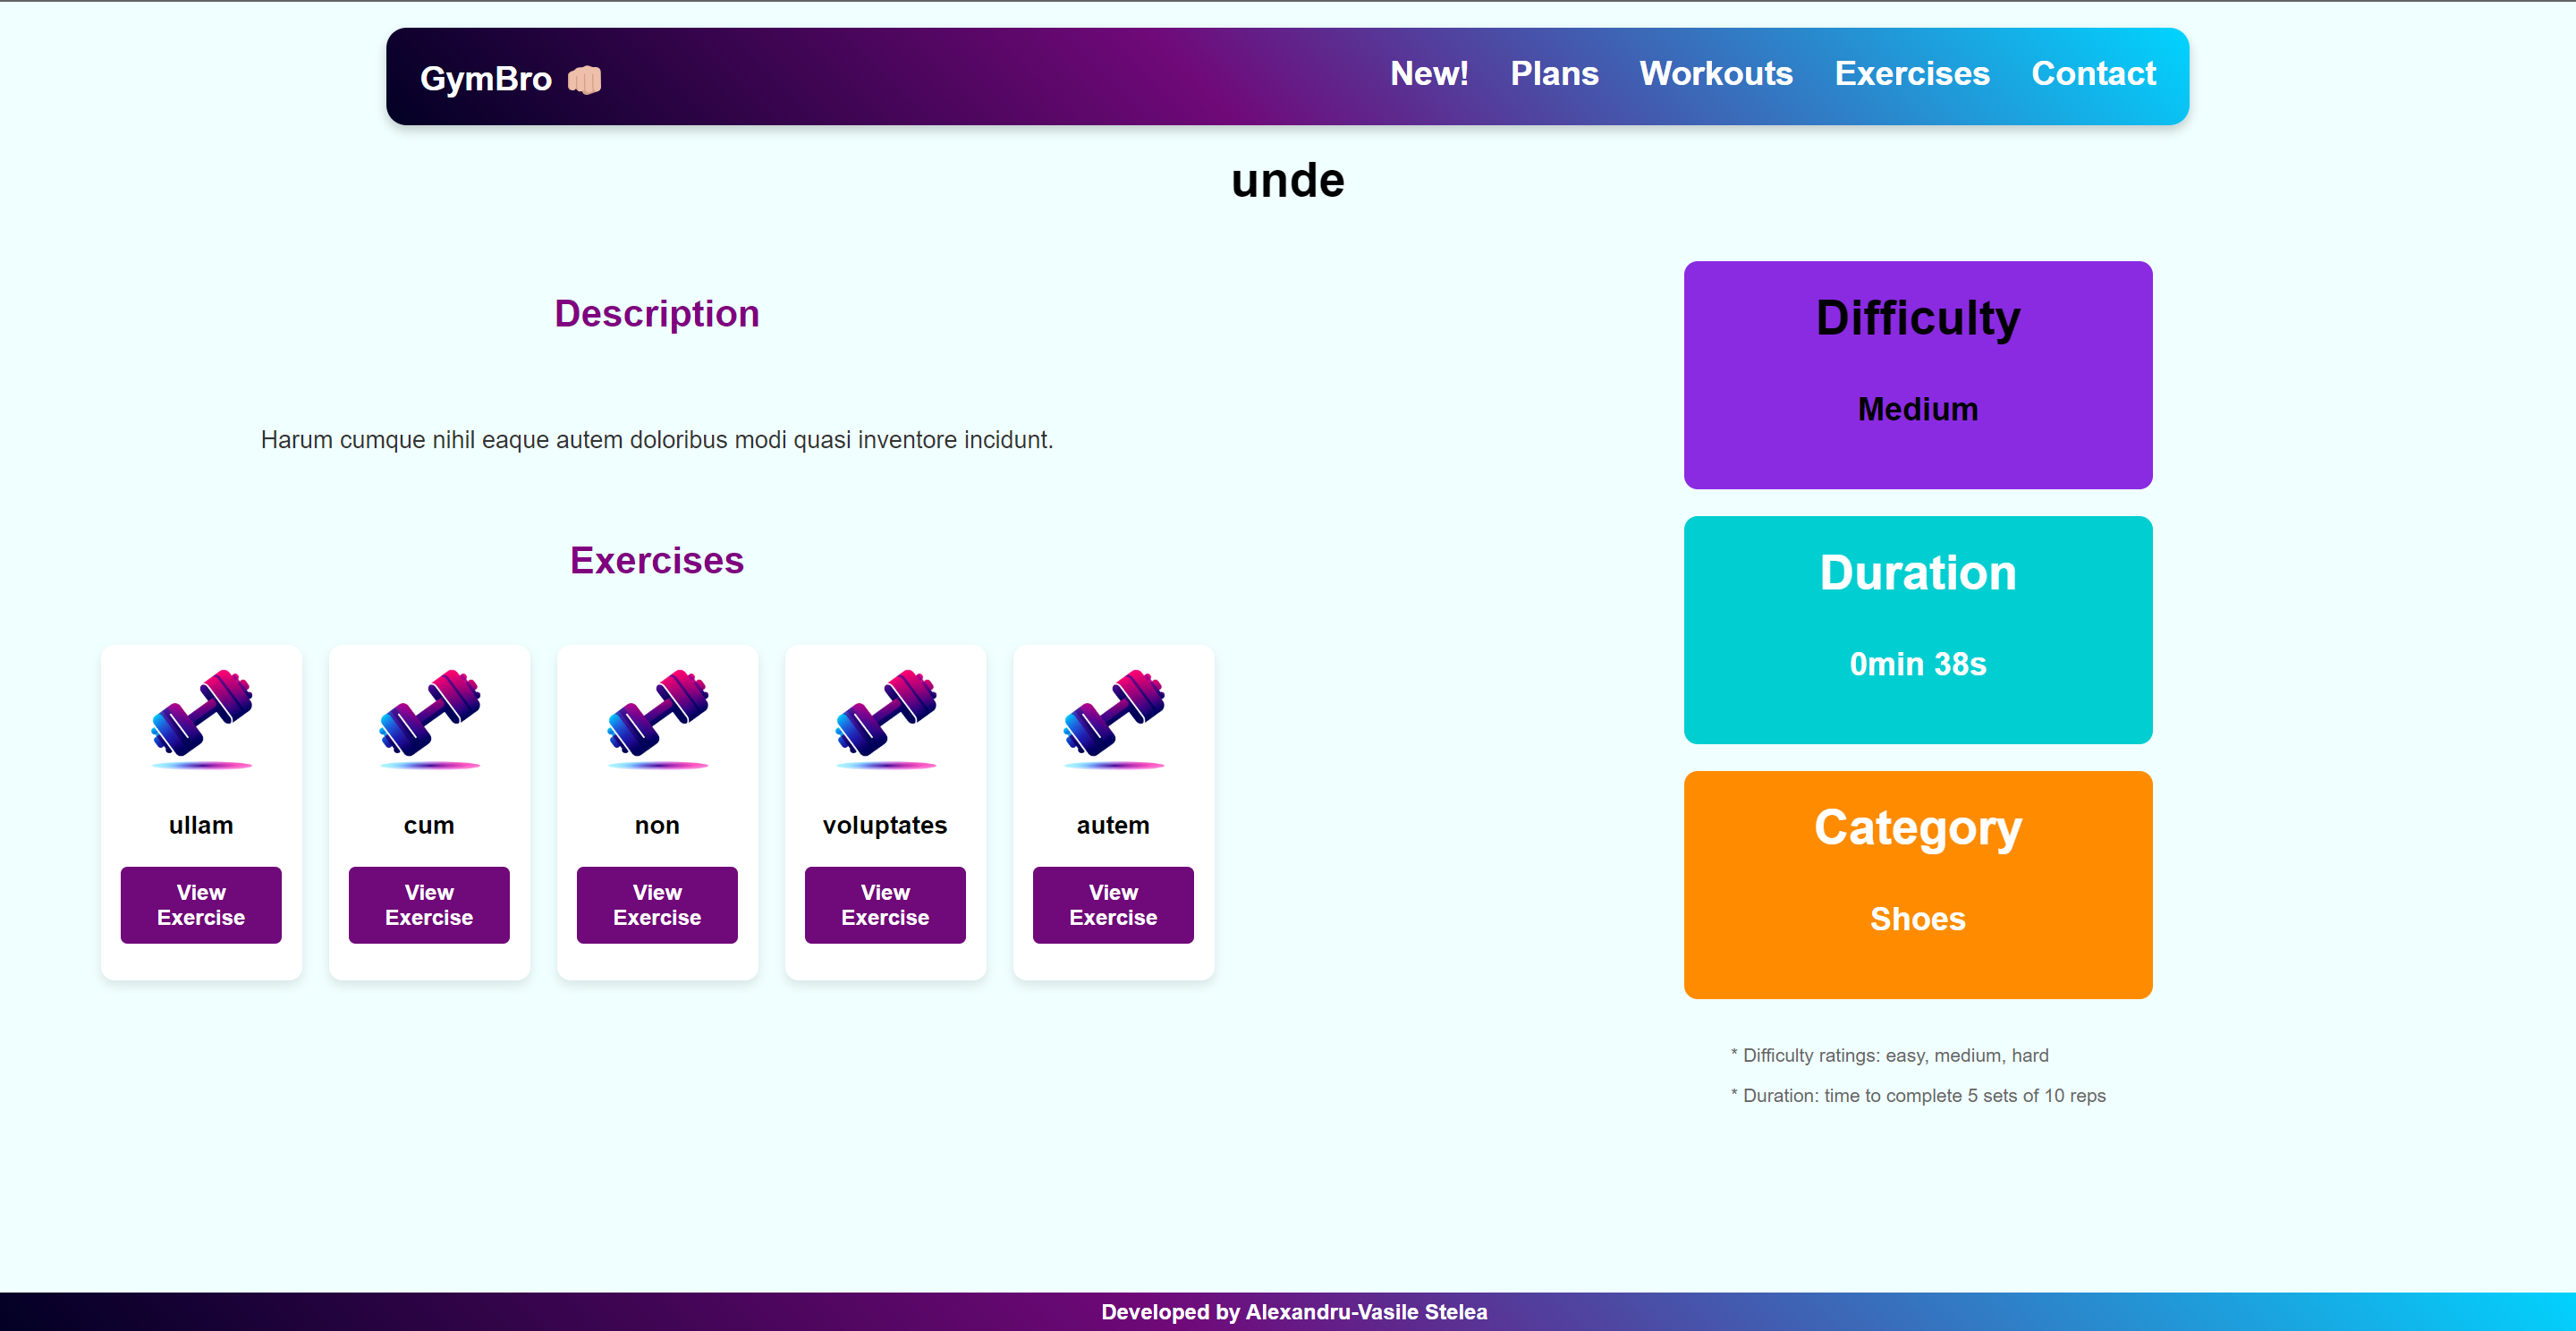 GymBro
New! Plans Workouts Exercises Contact
unde
Description
Harum cumque nihil eaque autem doloribus modi quasi inventore incidunt.
Exercises
ullam
View
Exercise
cum
View
Exercise
non
View
Exercise
voluptates
View
Exercise
autem
View
Exercise
Difficulty
Medium
Duration
0min 38s
Category
Shoes
* Difficulty ratings: easy, medium, hard
* Duration: time to complete 5 sets of 10 reps
Developed by Alexandru-Vasile Stelea